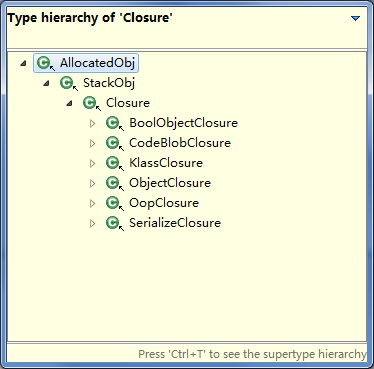 Type hierarchy of 'Closure'
AllocatedObj
StackObj
Closure
BoolObjectClosure
CodeBlobClosure
KlassClosure
ObjectClosure
OopClosure
SerializeClosure
Press 'Ctrl+T' to see the supertype hierarchy